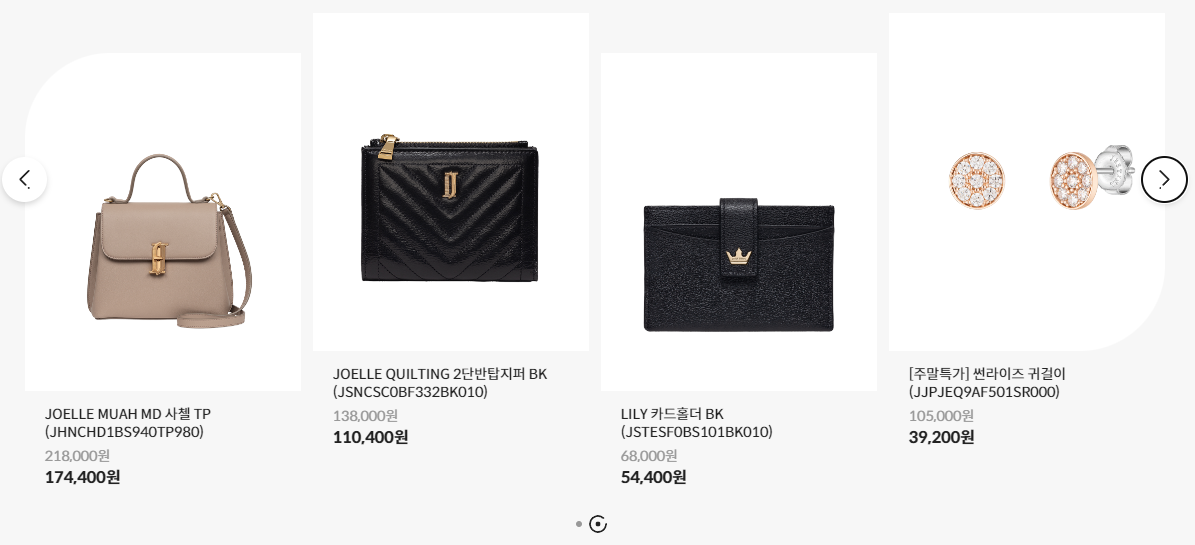 JOELLE MUAH MD 사첼 TP
(JHNCHD1BS940TP980)
218,000원
174,400원
JOELLE QUILTING 2단반탑지퍼 BK
(JSNCSC0BF332BK010)
138,000원
110,400원
LILY 카드홀더 BK
(JSTESF0BS101BK010)
68,000원
54,400원
[주말특가] 썬라이즈 귀걸이
(JJPJEQ9AF501SR000)
105,000원
39,200원